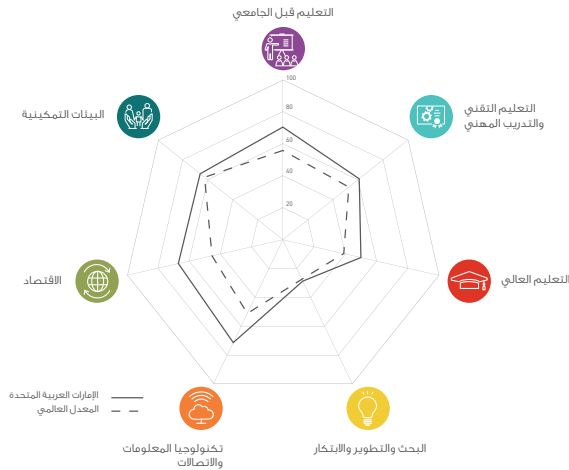 التعليم قبل الجامعي
التعليم التقني
والتدريب المهني
البيئات التمكينية
100
80
60
40
20
التعليم العالي
الاقتصاد
الإمارات العربية المتحدة
المعدل العالمي
البحث والتطوير والابتكار
تكنولوجيا المعلومات
والاتصالات